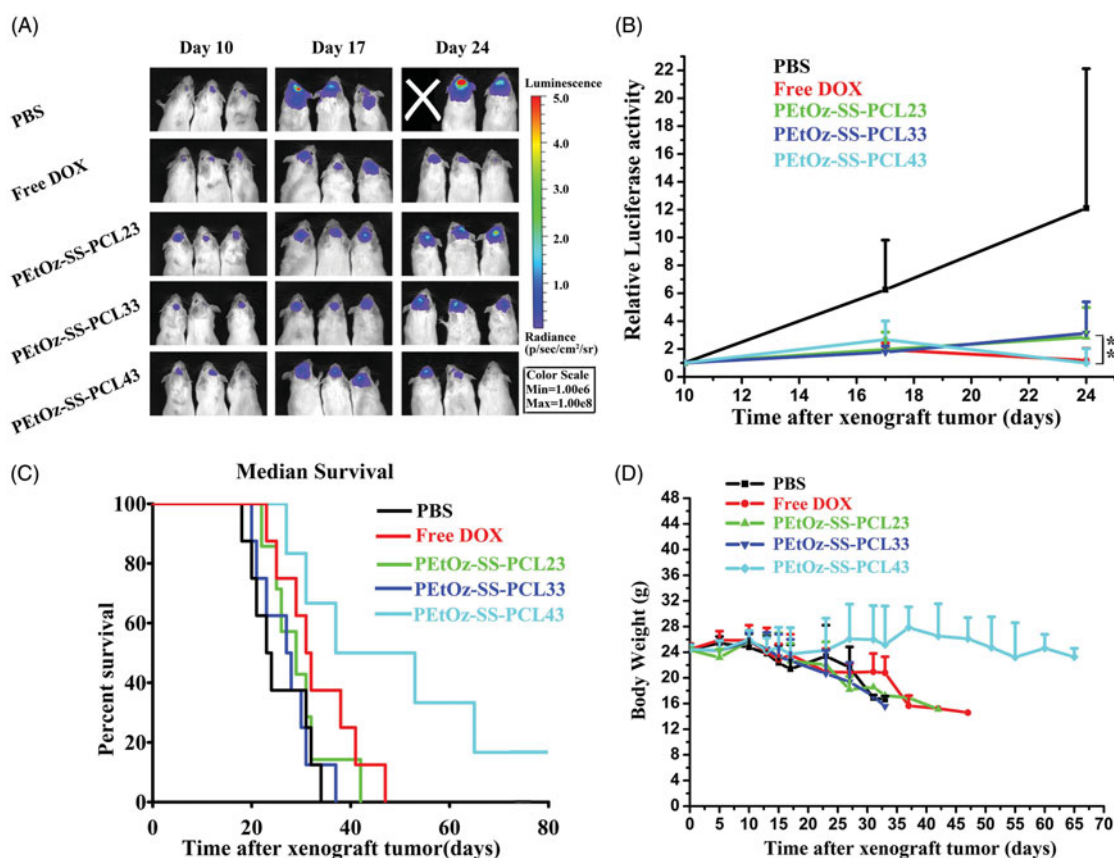 (A)
Day 10 Day 17 Day 24
PBS
Free DOX
PEtOz-SS-PCL23
PEtOz-SS-PCL33
PEtOz-SS-PCL43
Luminescence
5.0
4.0
3.0
2.0
1.0
Radiance
(p/sec/cm²/sr)
Color Scale
Min=1.00e6
Max=1.00e8
(B)
PBS
Free DOX
PEtOz-SS-PCL23
PEtOz-SS-PCL33
PEtOz-SS-PCL43
Relative Luciferase activity
22
20
18
16
14
12
10
8
6
4
2
0
**
10 12 14 16 18 20 22 24
Time after xenograft tumor (days)
(C)
Median Survival
PBS
Free DOX
PEtOz-SS-PCL23
PEtOz-SS-PCL33
PEtOz-SS-PCL43
Percent survival
100
80
60
40
20
0
0 20 40 60 80
Time after xenograft tumor(days)
(D)
PBS
Free DOX
PEtOz-SS-PCL23
PEtOz-SS-PCL33
PEtOz-SS-PCL43
Body Weight (g)
48
44
40
36
32
28
24
20
16
12
8
4
0
0 5 10 15 20 25 30 35 40 45 50 55 60 65 70
Time after xenograft tumor (days)